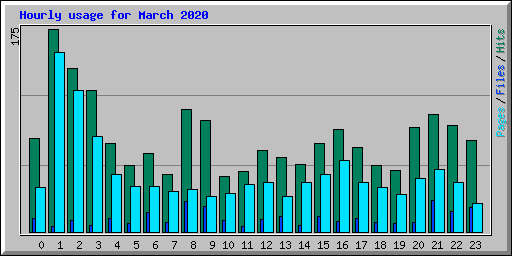 Hourly usage for March 2020
175
Pages / Files / Hits
0 1 2 3 4 5 6 7 8 9 10 11 12 13 14 15 16 17 18 19 20 21 22 23